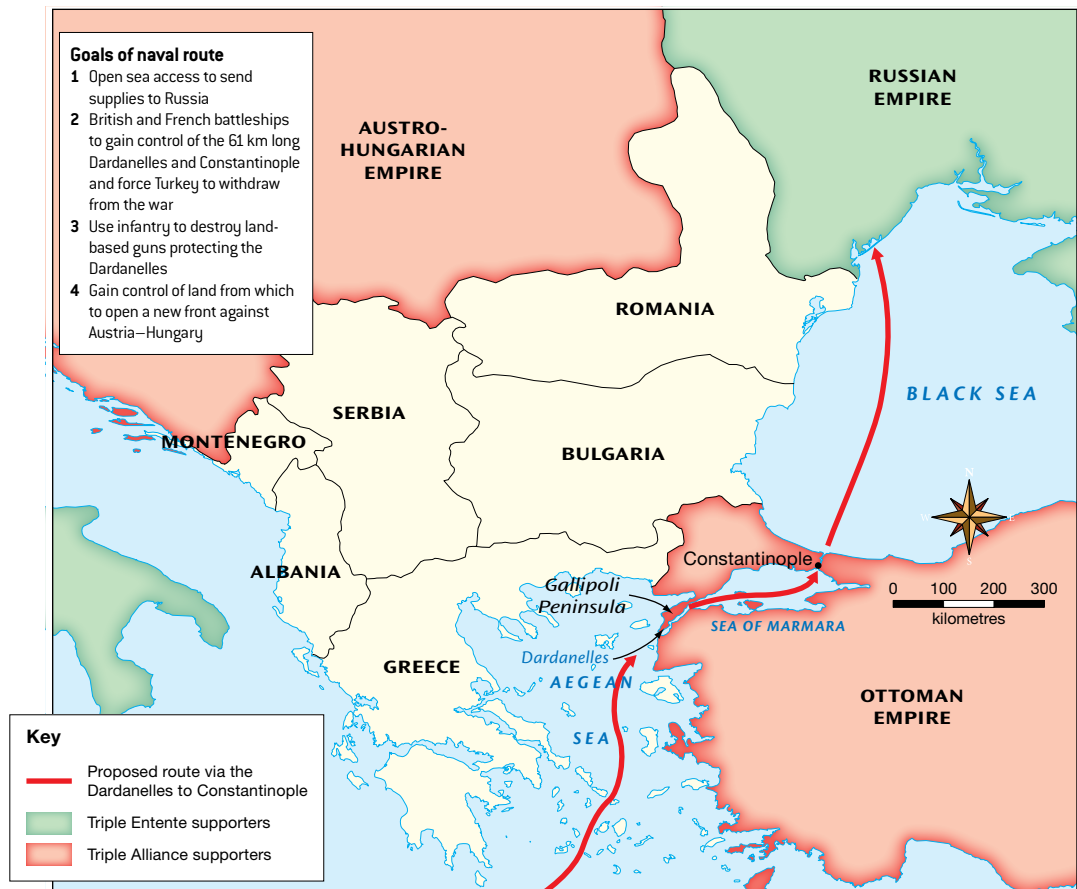 Goals of naval route
1 Open sea access to send
supplies to Russia
2 British and French battleships
to gain control of the 61 km long
Dardanelles and Constantinople
and force Turkey to withdraw
from the war
3 Use infantry to destroy land-
based guns protecting the
Dardanelles
4 Gain control of land from which
to open a new front against
Austria–Hungary
RUSSIAN
EMPIRE
AUSTRO-
HUNGARIAN
EMPIRE
ROMANIA
BLACK SEA
SERBIA
MONTENEGRO
BULGARIA
N
W
E
S
Constantinople
ALBANIA
Gallipoli
Peninsula
0 100 200 300
kilometres
SEA OF MARMARA
Dardanelles
GREECE
AEGEAN
SEA
OTTOMAN
EMPIRE
Key
Proposed route via the
Dardanelles to Constantinople
Triple Entente supporters
Triple Alliance supporters